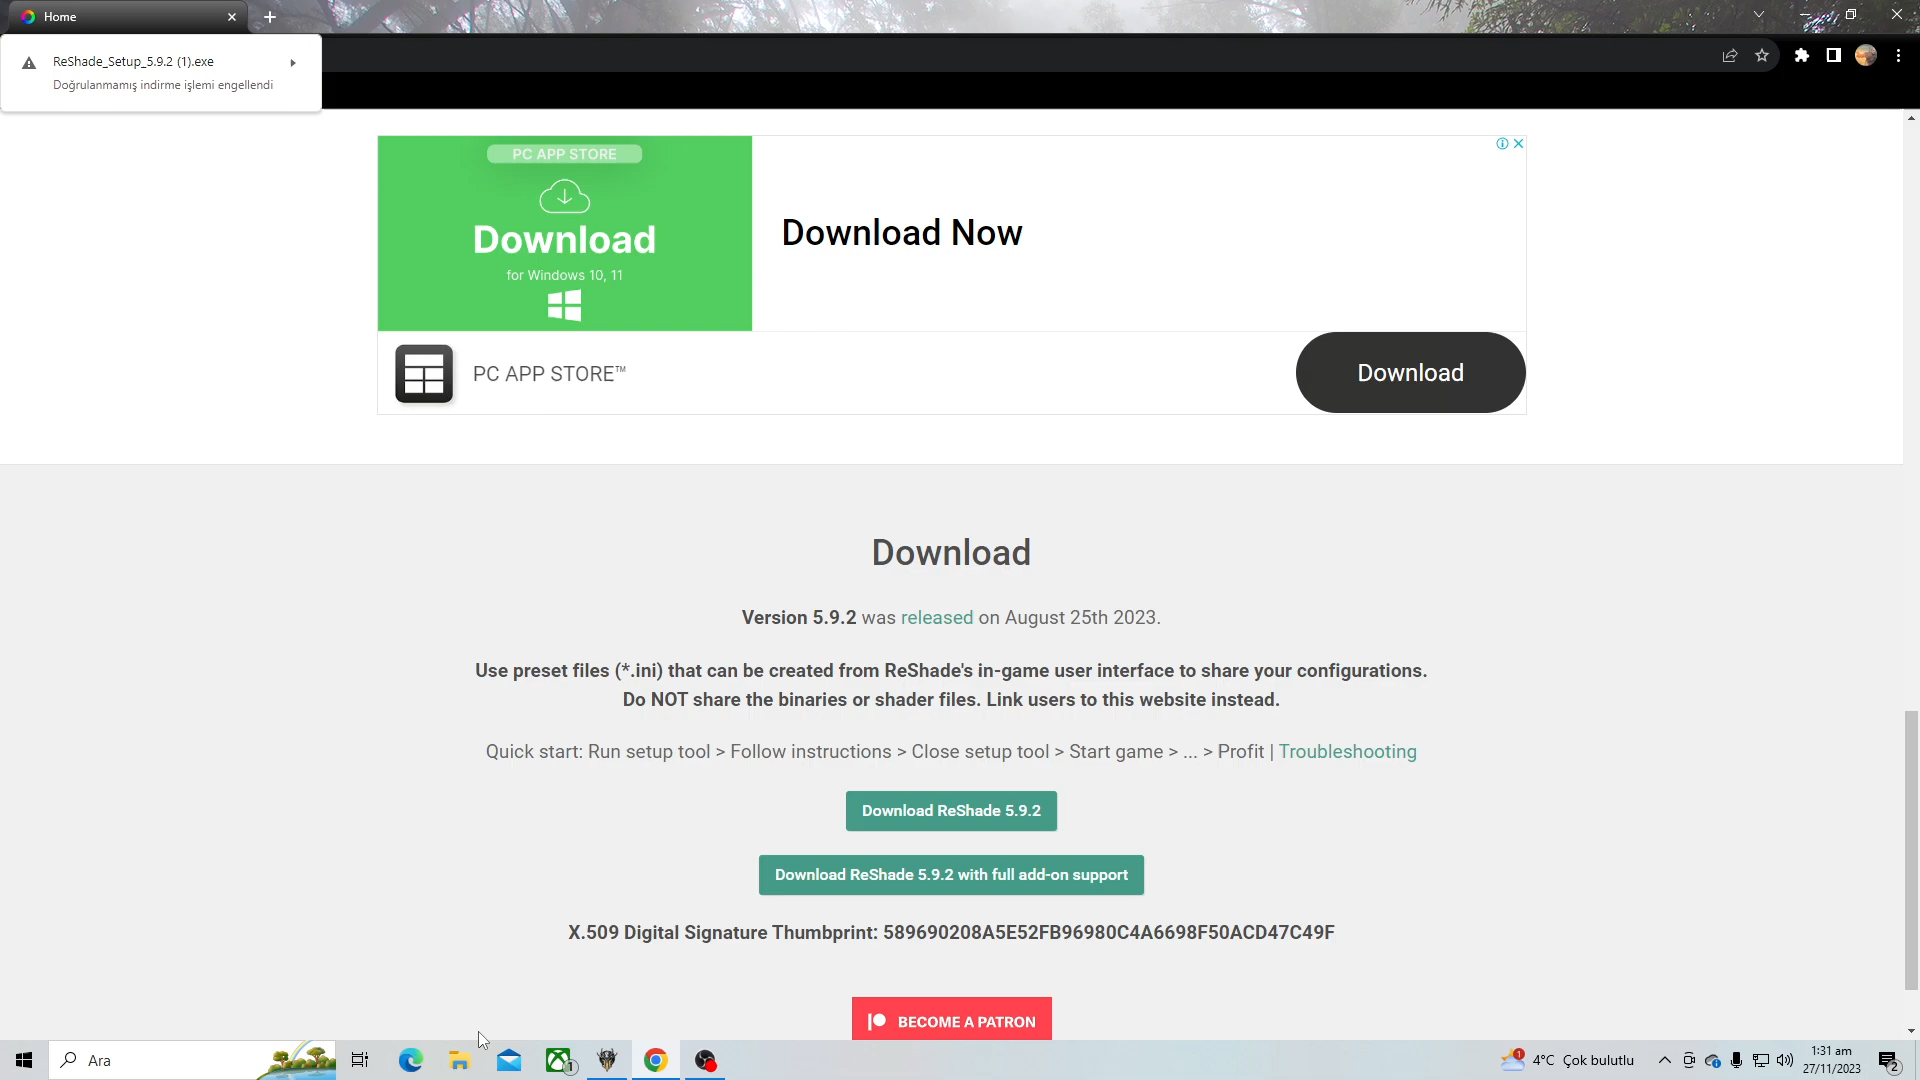 Home
ReShade_Setup_5.9.2 (1).exe
Doğrulanmamış indirme işlemi engellendi
PC APP STORE
Download
for Windows 10, 11
Download Now
PC APP STORE™
Download
Download
Version 5.9.2 was released on August 25th 2023.
Use preset files (*.ini) that can be created from ReShade's in-game user interface to share your configurations.
Do NOT share the binaries or shader files. Link users to this website instead.
Quick start: Run setup tool > Follow instructions > Close setup tool > Start game > ... > Profit | Troubleshooting
Download ReShade 5.9.2
Download ReShade 5.9.2 with full add-on support
X.509 Digital Signature Thumbprint: 589690208A5E52FB96980C4A6698F50ACD47C49F
BECOME A PATRON
Ara
1
1
4°C Çok bulutlu
1:31 am
27/11/2023
2